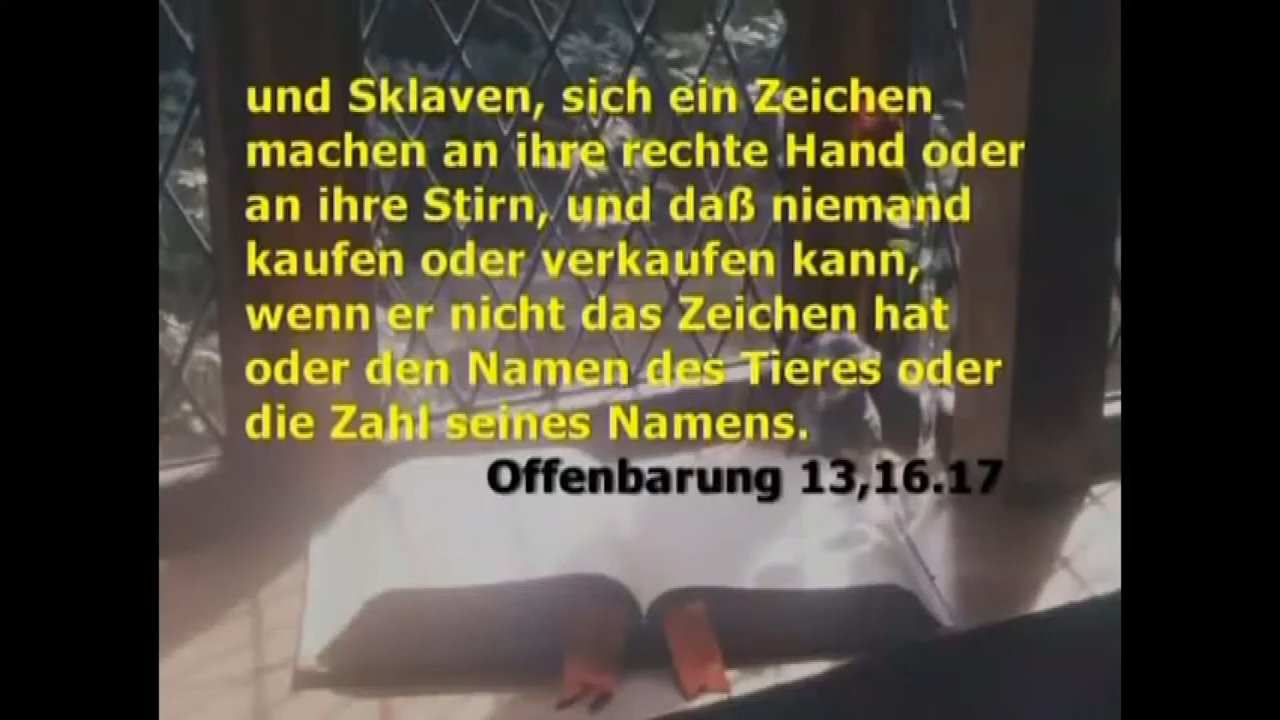 und Sklaven, sich ein Zeichen
machen an ihre rechte Hand oder
an ihre Stirn, und daß niemand
kaufen oder verkaufen kann,
wenn er nicht das Zeichen hat
oder den Namen des Tieres oder
die Zahl seines Namens.
Offenbarung 13,16.17